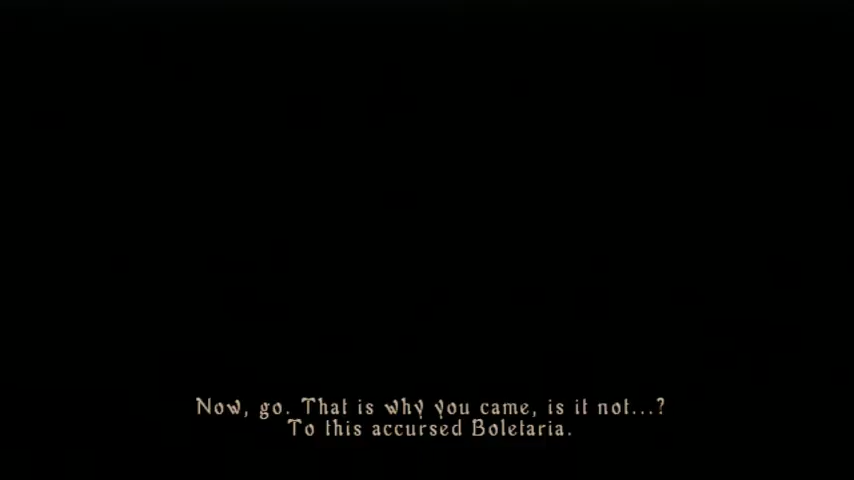 Now, go. That is why you came, is it not...?
To this accursed Boletaria.